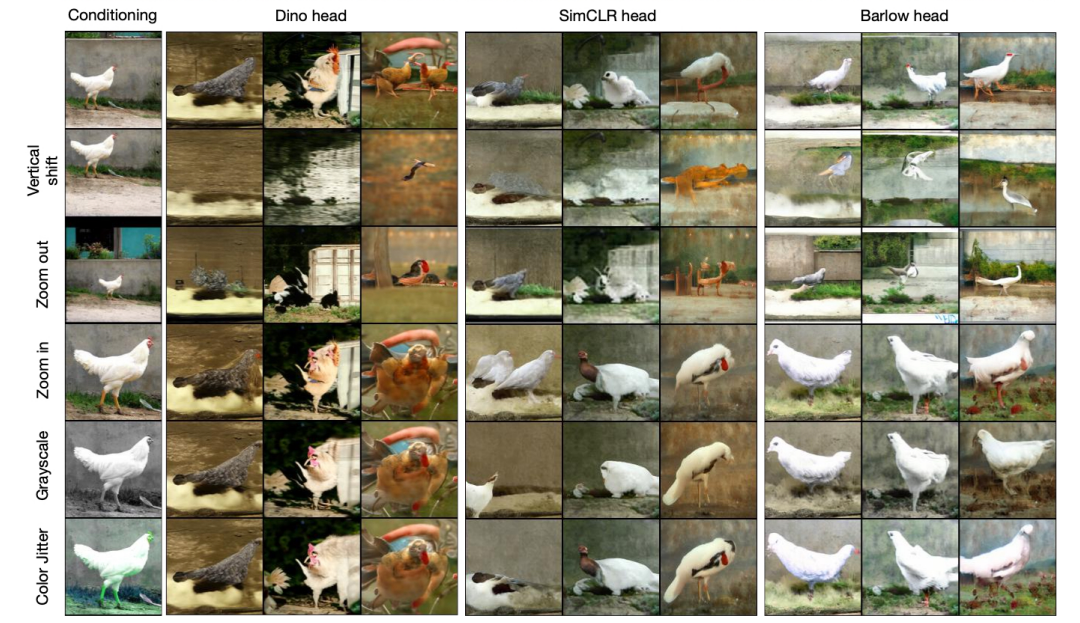 Conditioning
Dino head
SimCLR head
Barlow head
Vertical
shift
Zoom out
Zoom in
Grayscale
Color Jitter